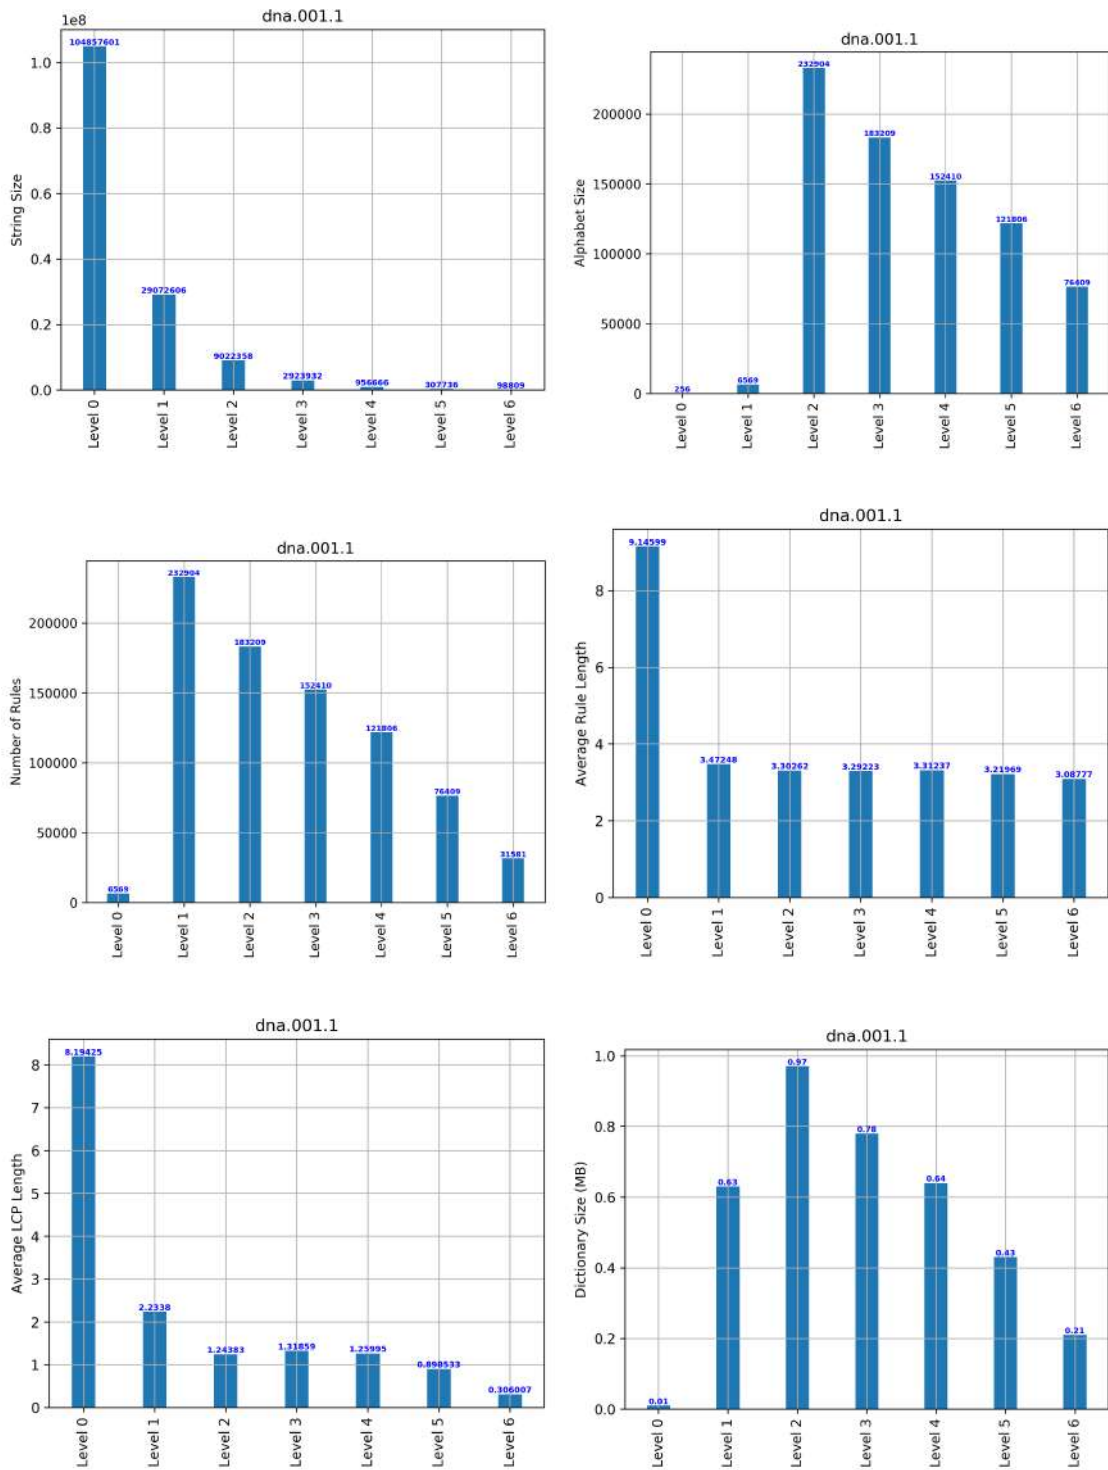 dna.001.1
1e8
String Size
1.0
0.8
0.6
0.4
0.2
0.0
104857601
29072606
9022358
2923932
956666
307736
98809
Level 0
Level 1
Level 2
Level 3
Level 4
Level 5
Level 6
dna.001.1
Alphabet Size
200000
150000
100000
50000
0
256
6569
232904
183209
152410
121806
76409
Level 0
Level 1
Level 2
Level 3
Level 4
Level 5
Level 6
dna.001.1
Number of Rules
200000
150000
100000
50000
0
6569
232904
183209
152410
121806
76409
31581
Level 0
Level 1
Level 2
Level 3
Level 4
Level 5
Level 6
dna.001.1
Average Rule Length
8
6
4
2
0
9.14599
3.47248
3.30262
3.29223
3.31237
3.21969
3.08777
Level 0
Level 1
Level 2
Level 3
Level 4
Level 5
Level 6
dna.001.1
Average LCP Length
8
7
6
5
4
3
2
1
0
8.19425
2.2338
1.24383
1.31859
1.25995
0.898533
0.306007
Level 0
Level 1
Level 2
Level 3
Level 4
Level 5
Level 6
dna.001.1
Dictionary Size (MB)
1.0
0.8
0.6
0.4
0.2
0.0
0.01
0.63
0.97
0.78
0.64
0.43
0.21
Level 0
Level 1
Level 2
Level 3
Level 4
Level 5
Level 6